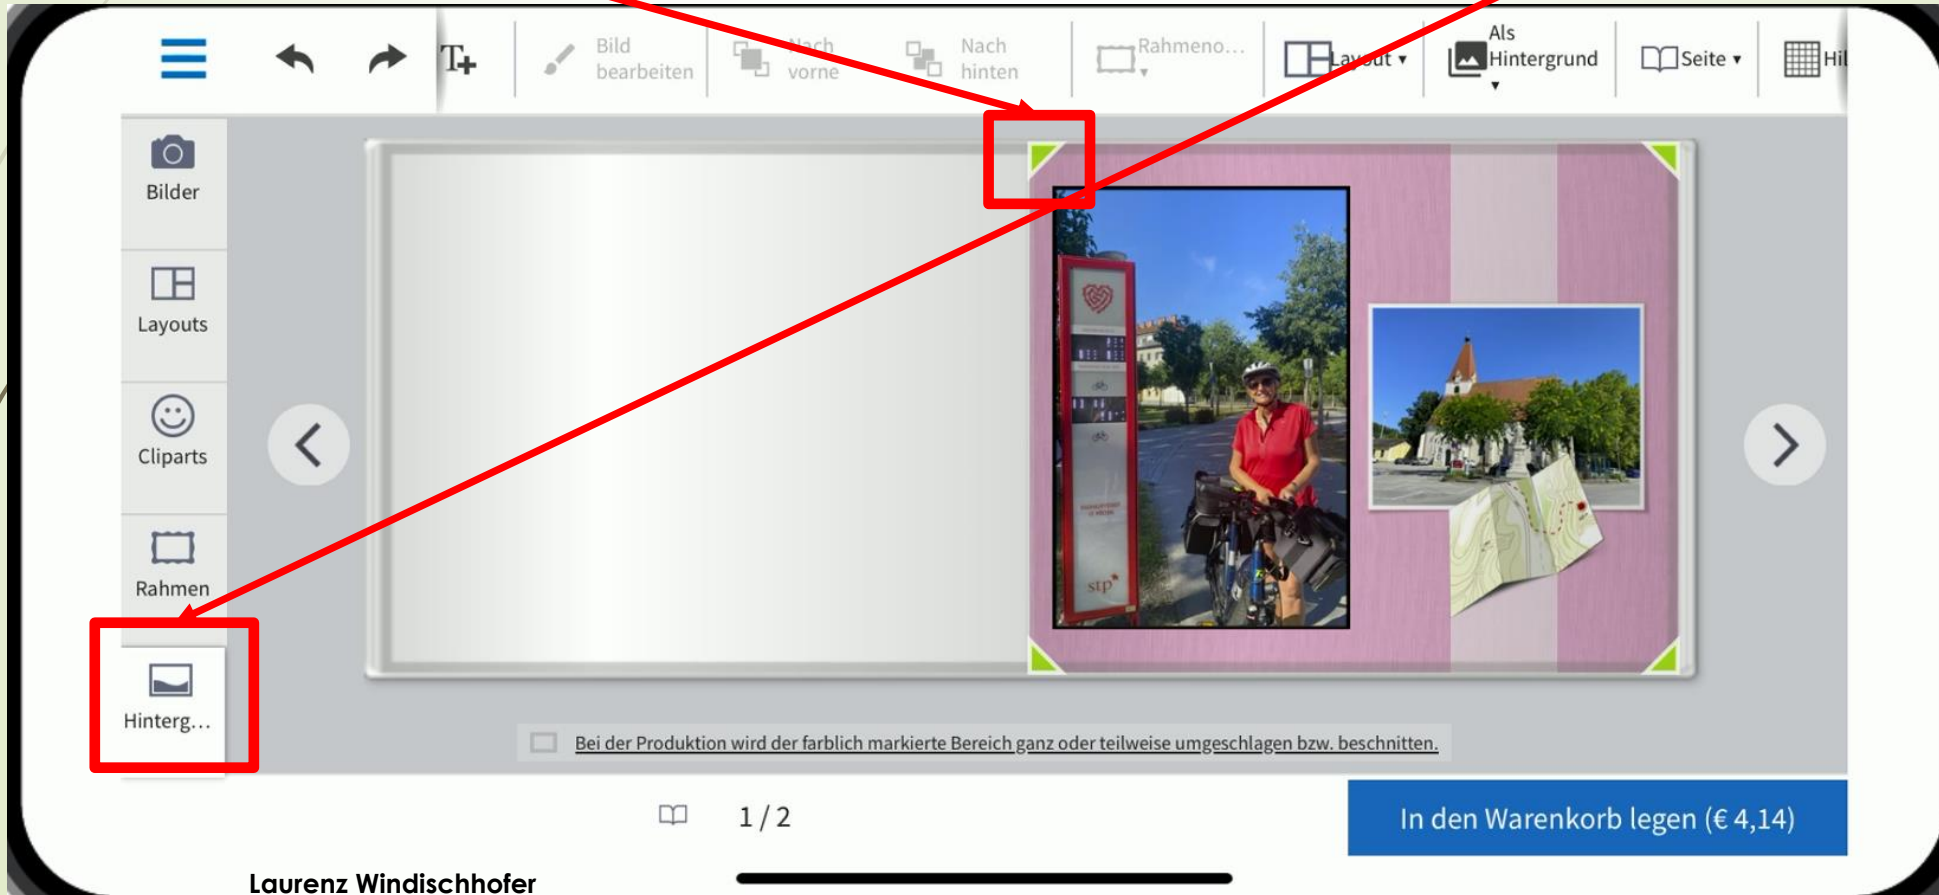 Bild
bearbeiten
Nach
vorne
Nach
hinten
Rahmeno...
Layout
Als
Hintergrund
Seite
Hil
Bilder
Layouts
Cliparts
Rahmen
Hinterg...
stp*
Bei der Produktion wird der farblich markierte Bereich ganz oder teilweise umgeschlagen bzw. beschnitten.
1 / 2
In den Warenkorb legen (€ 4,14)
Laurenz Windischhofer